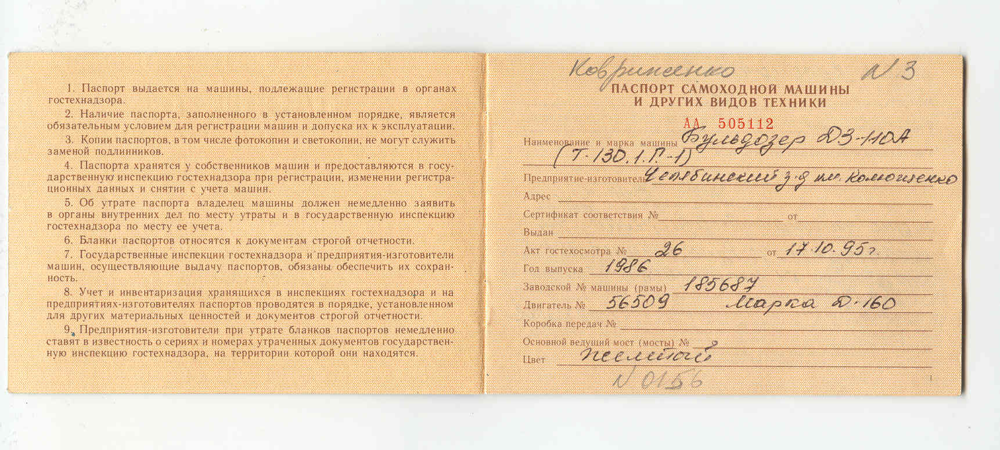 1. Паспорт выдается на машины, подлежащие регистрации в органах
гостехнадзора.
2. Наличие паспорта, заполненного в установленном порядке, является
обязательным условием для регистрации машин и допуска их к эксплуатации.
3. Копии паспортов, в том числе фотокопии и светокопии, не могут служить
заменой подлинников.
4. Паспорта хранятся у собственников машин и предоставляются в госу-
дарственную инспекцию гостехнадзора при регистрации, изменении регистра-
ционных данных и снятии с учета машин.
5. Об утрате паспорта владелец машины должен немедленно заявить
в органы внутренних дел по месту утраты и в государственную инспекцию
гостехнадзора по месту ее учета.
6. Бланки паспортов относятся к документам строгой отчетности.
7. Государственные инспекции гостехнадзора и предприятия-изготовители
машин, осуществляющие выдачу паспортов, обязаны обеспечить их сохран-
ность.
8. Учет и инвентаризация хранящихся в инспекциях гостехнадзора и на
предприятиях-изготовителях паспортов проводятся в порядке, установленном
для других материальных ценностей и документов строгой отчетности.
9. Предприятия-изготовители при утрате бланков паспортов немедленно
ставят в известность о сериях и номерах утраченных документов государствен-
ную инспекцию гостехнадзора, на территории которой они находятся.
Ковриженко N 3
ПАСПОРТ САМОХОДНОЙ МАШИНЫ
И ДРУГИХ ВИДОВ ТЕХНИКИ
АА 505112
Наименование и марка машины Бульдозер ДЗ-110А
(Т-130.1.Г.-1)
Предприятие-изготовитель Челябинский з-д им. Колющенко
Адрес
Сертификат соответствия № от
Выдан
Акт гостехосмотра № 26 от 17.10.95г.
Год выпуска 1986
Заводской № машины (рамы) 185687
Двигатель № 56509 Марка Д-160
Коробка передач №
Основной ведущий мост (мосты) №
Цвет желтый
N 0156
1